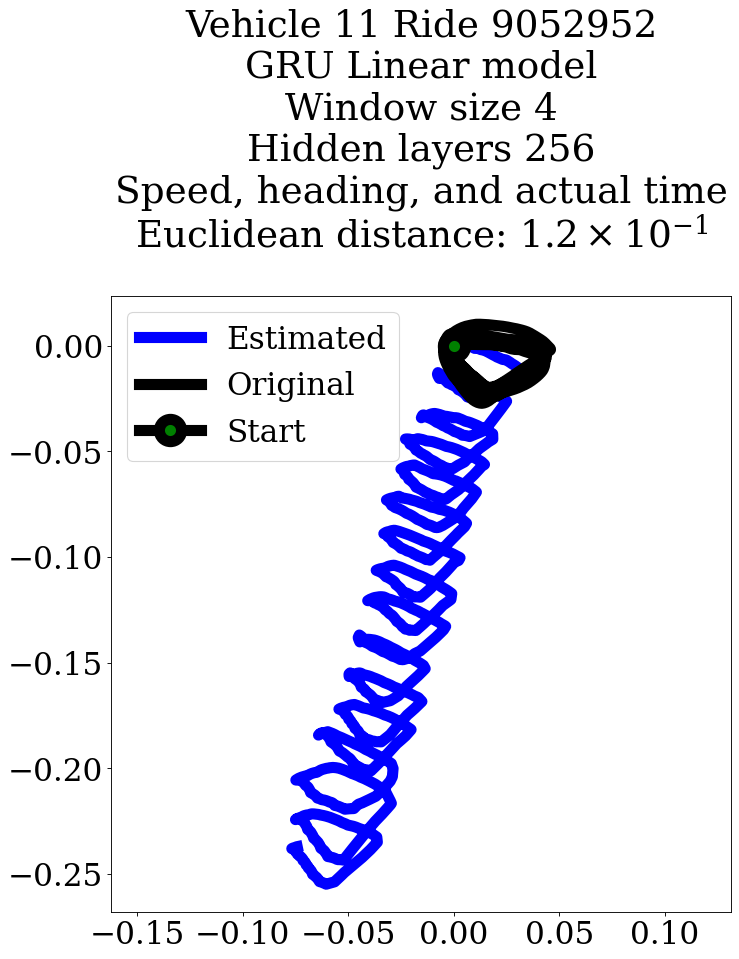 Vehicle 11 Ride 9052952
GRU Linear model
Window size 4
Hidden layers 256
Speed, heading, and actual time
Euclidean distance: 1.2 × 10⁻¹
Estimated
Original
Start
0.00
−0.05
−0.10
−0.15
−0.20
−0.25
−0.15 −0.10 −0.05 0.00 0.05 0.10